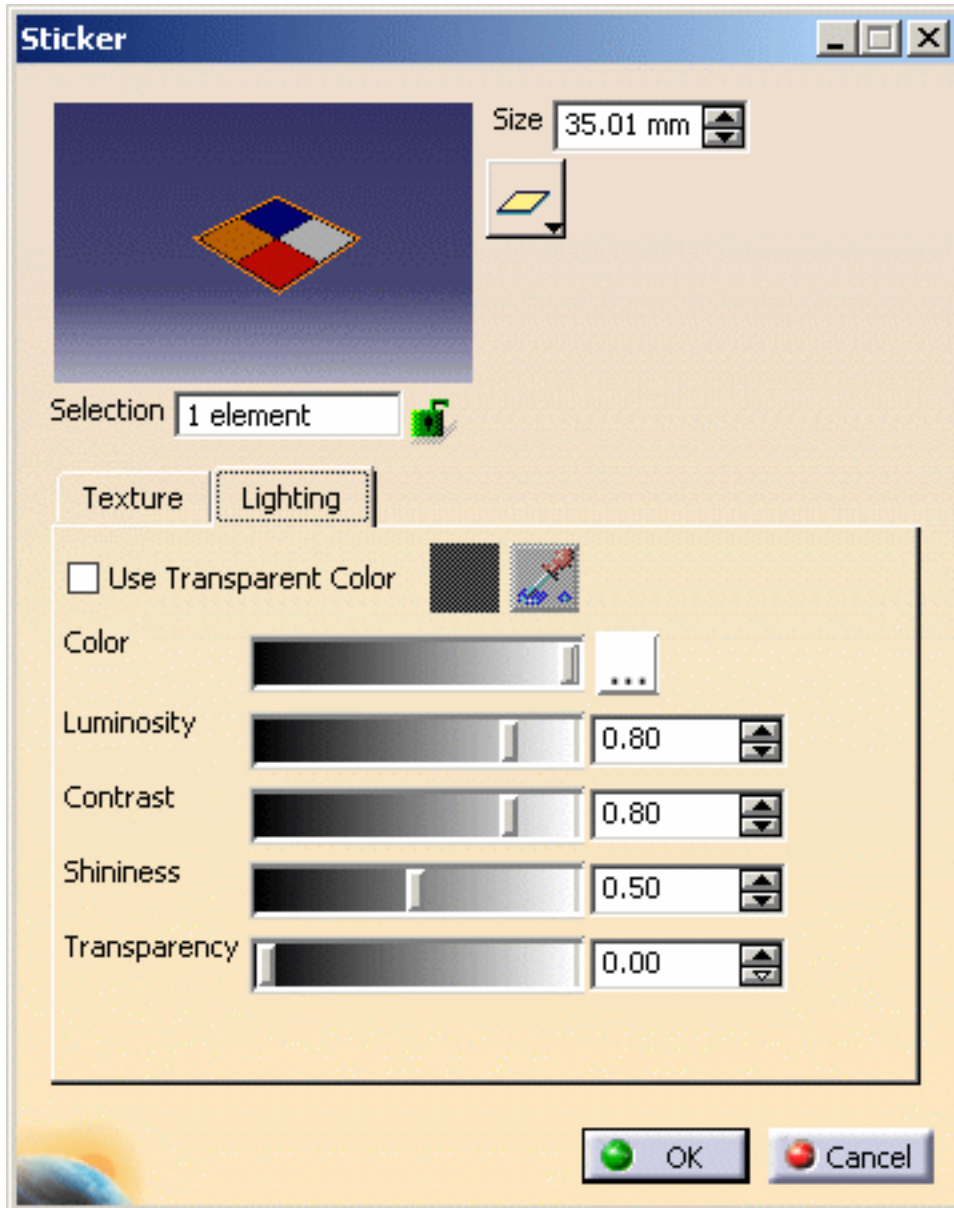 Sticker
Size 35.01 mm
Selection 1 element
Texture Lighting
Use Transparent Color
Color ...
Luminosity 0.80
Contrast 0.80
Shininess 0.50
Transparency 0.00
OK Cancel